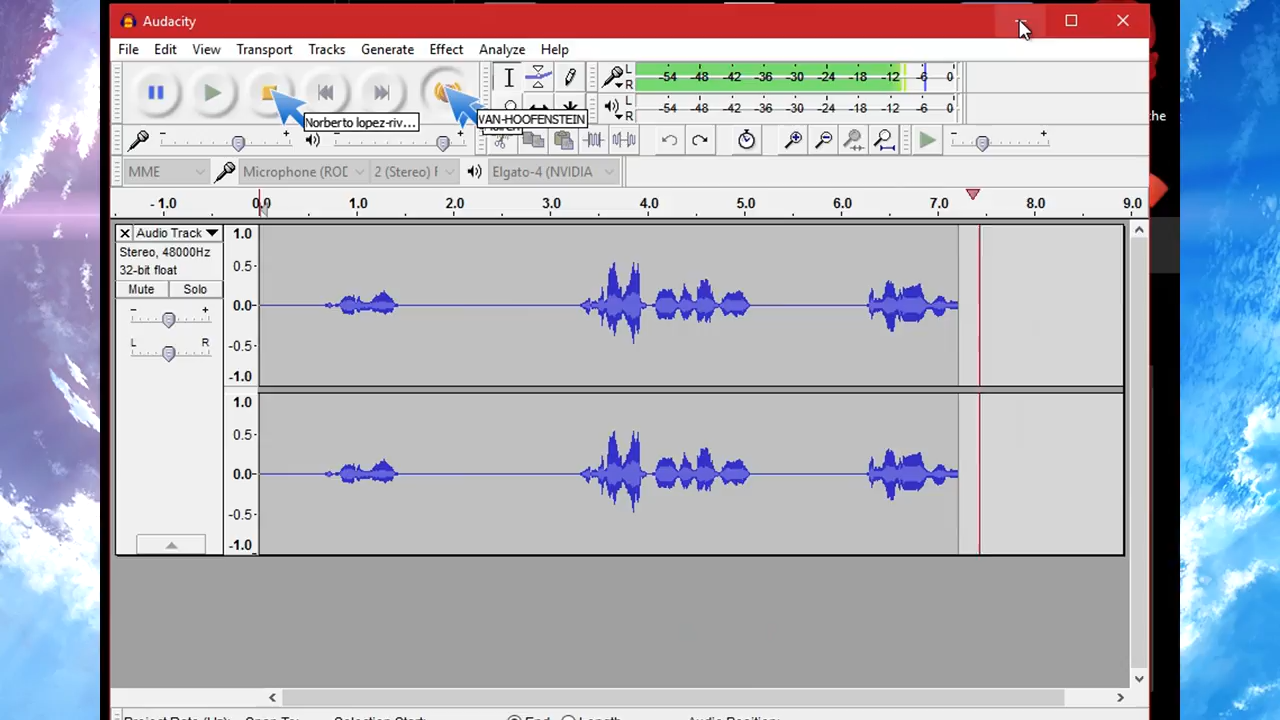 Audacity
File Edit View Transport Tracks Generate Effect Analyze Help
L R -54 -48 -42 -36 -30 -24 -18 -12 -6 0
L R -54 -48 -42 -36 -30 -24 -18 -12 -6 0
the
Norberto lopez-riv...
VAN-HOOFENSTEIN
MME Microphone (ROD 2 (Stereo) F Elgato-4 (NVIDIA
-1.0 0.0 1.0 2.0 3.0 4.0 5.0 6.0 7.0 8.0 9.0
Audio Track
Stereo, 48000Hz
32-bit float
Mute Solo
- +
L R
1.0
0.5
0.0
-0.5
-1.0
1.0
0.5
0.0
-0.5
-1.0
Project Rate (Hz): Snap-To: Selection Start: End Length Audio Position: